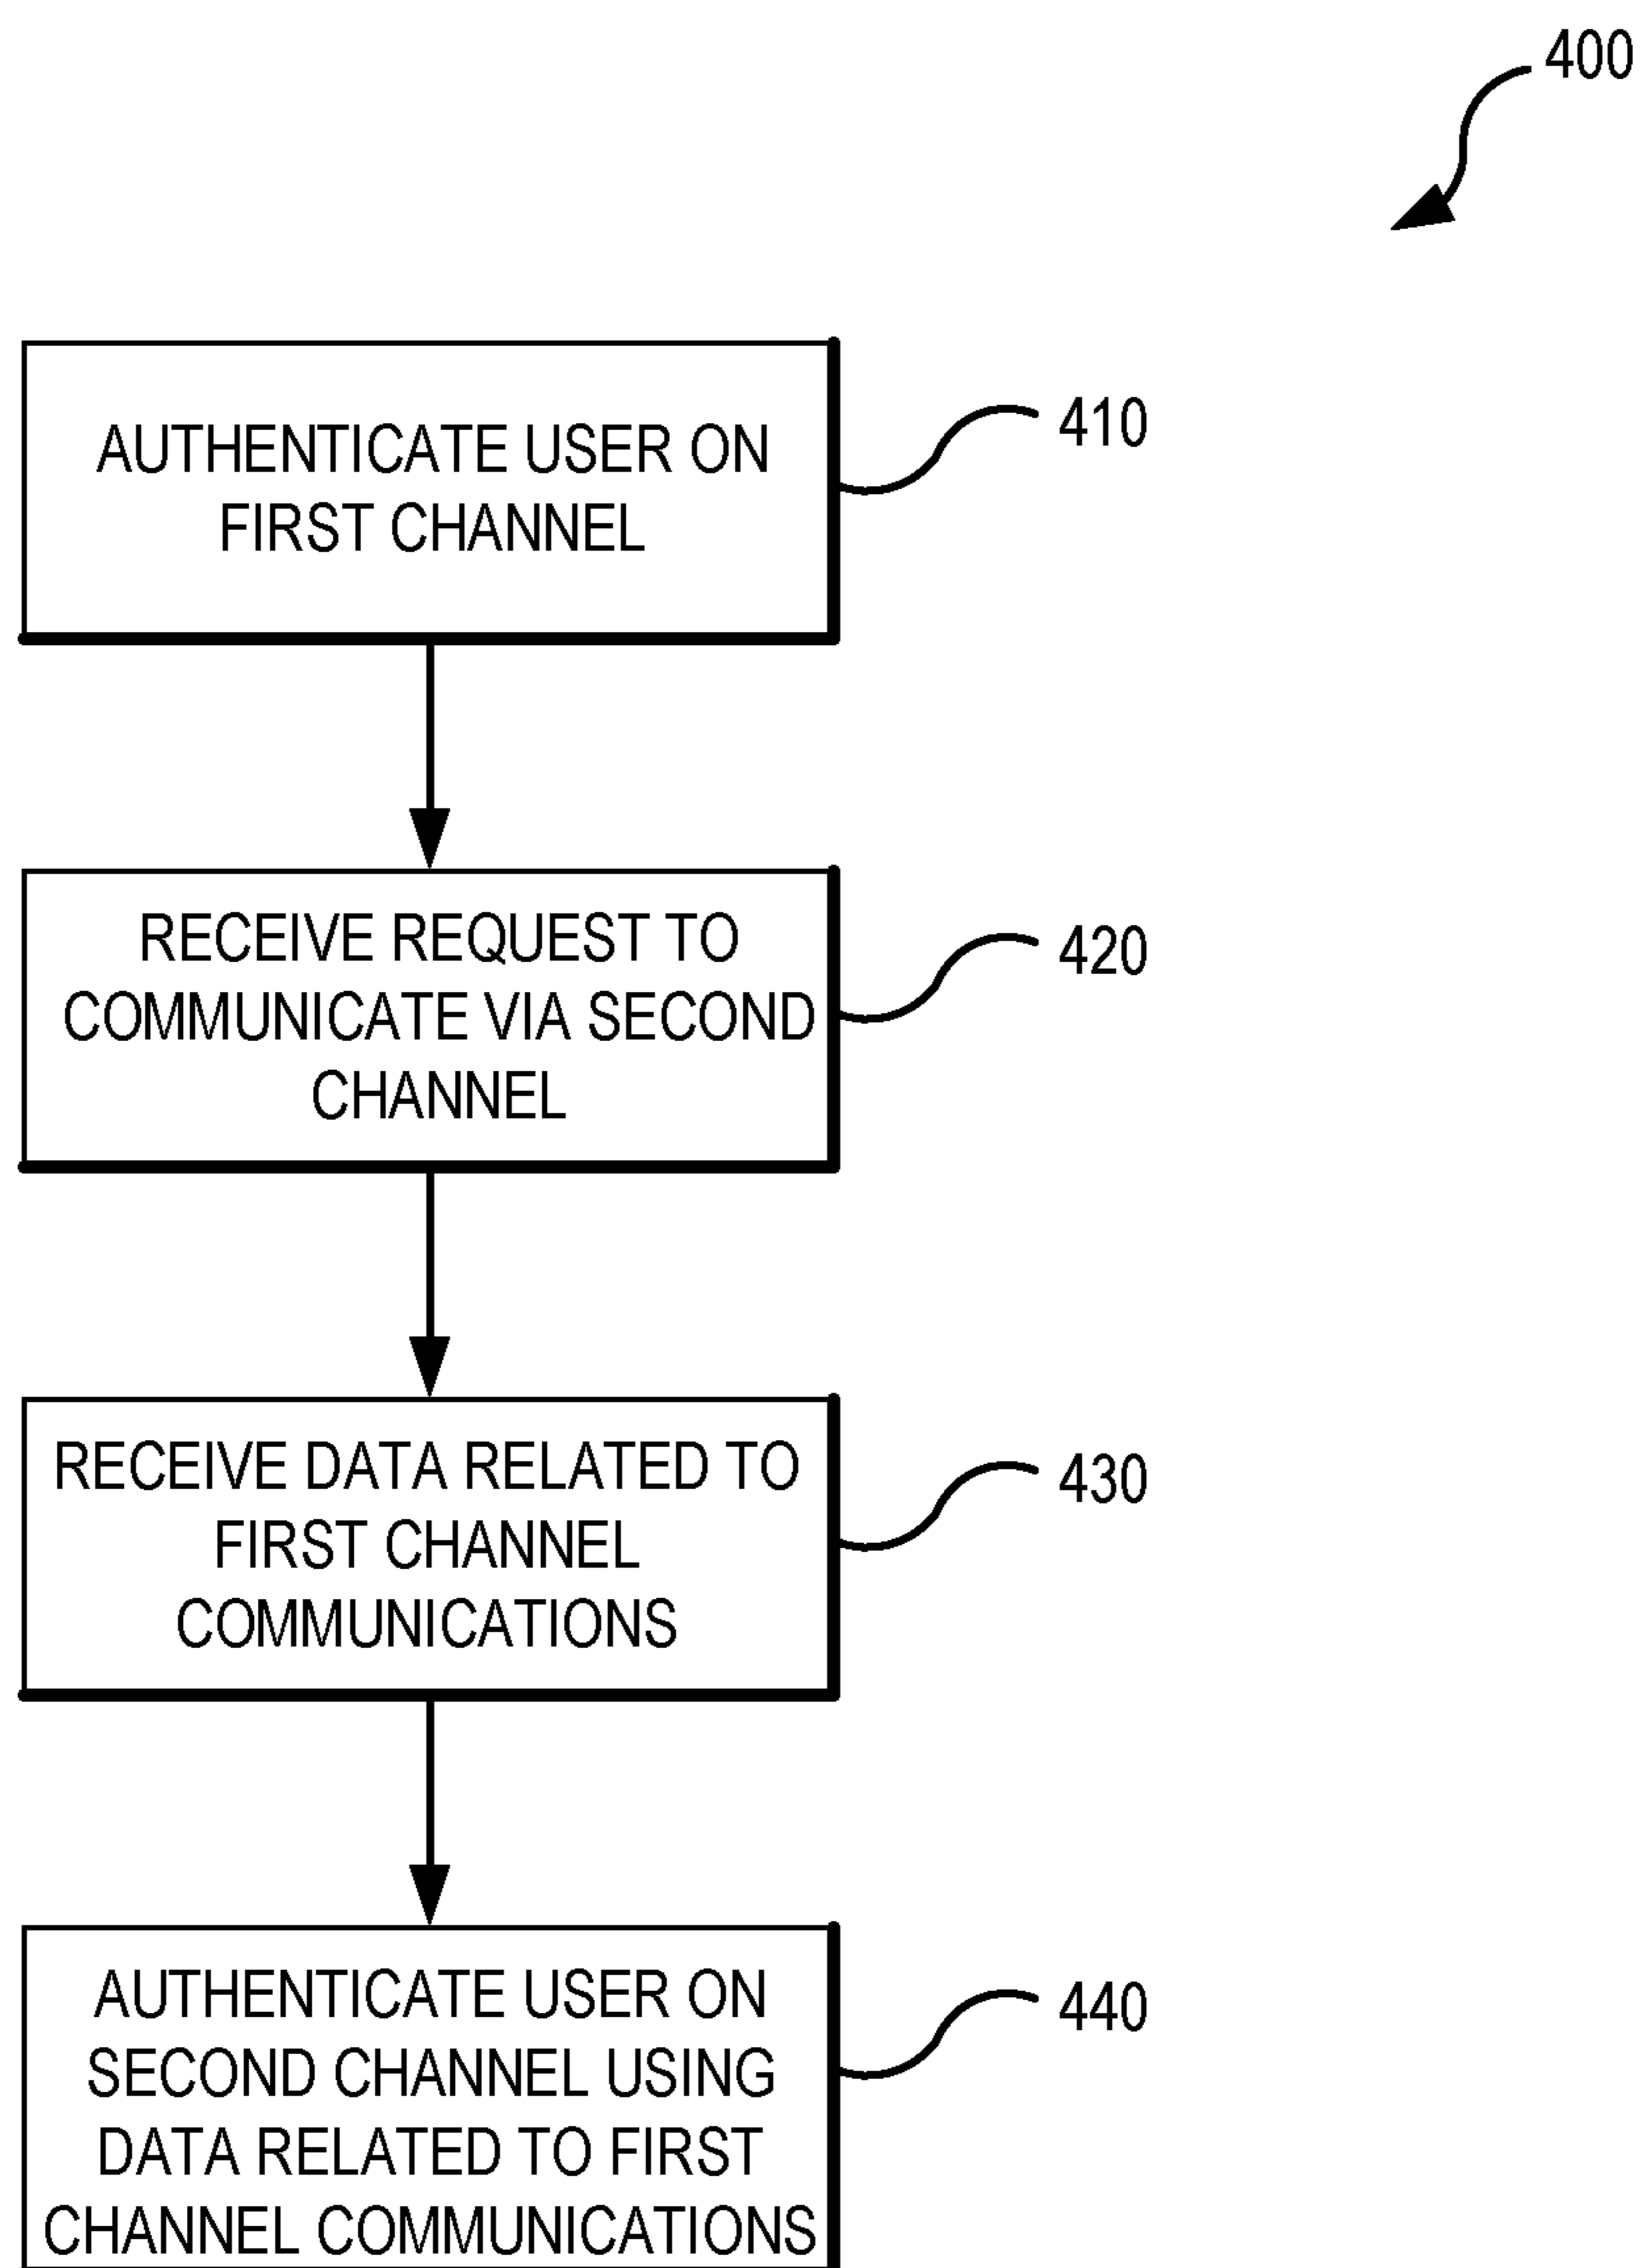 400
AUTHENTICATE USER ON
FIRST CHANNEL
410
RECEIVE REQUEST TO
COMMUNICATE VIA SECOND
CHANNEL
420
RECEIVE DATA RELATED TO
FIRST CHANNEL
COMMUNICATIONS
430
AUTHENTICATE USER ON
SECOND CHANNEL USING
DATA RELATED TO FIRST
CHANNEL COMMUNICATIONS
440